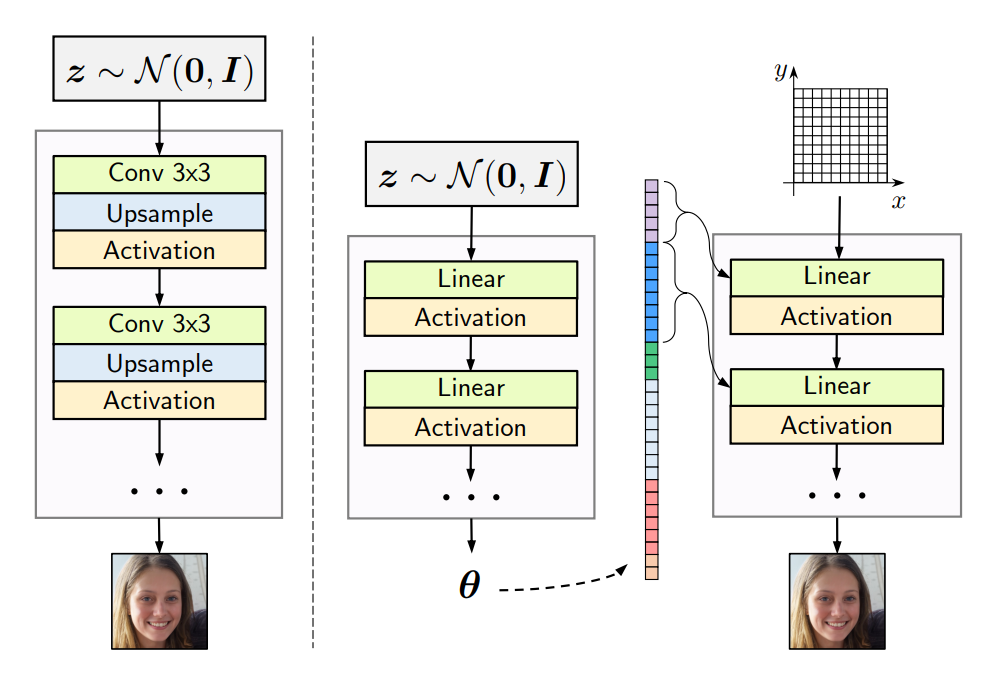 z ∼ 𝒩(0, I)
Conv 3x3
Upsample
Activation
Conv 3x3
Upsample
Activation
. . .
z ∼ 𝒩(0, I)
Linear
Activation
Linear
Activation
. . .
θ
y
x
Linear
Activation
Linear
Activation
. . .